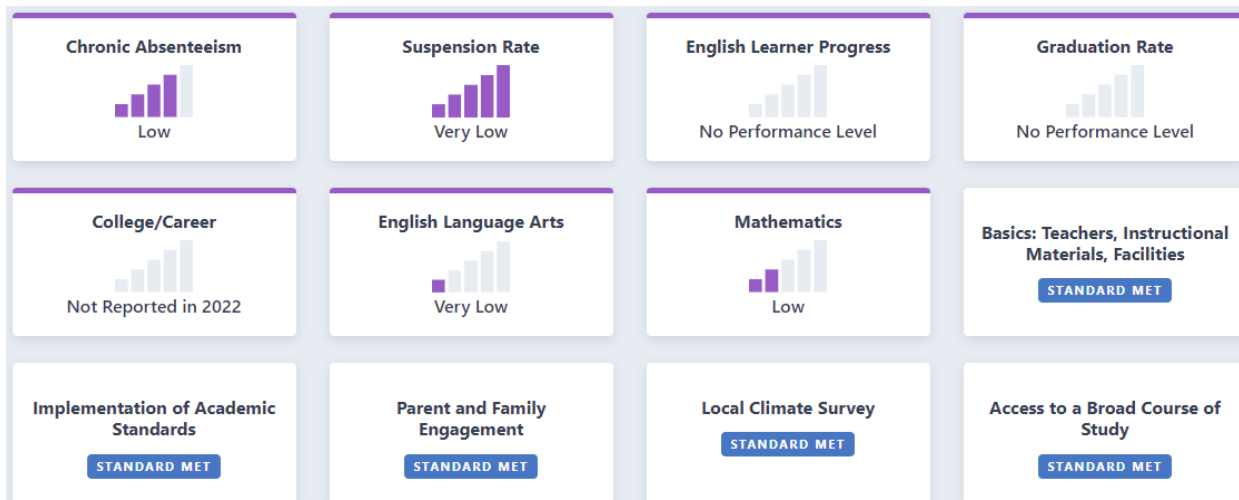 Chronic Absenteeism
Low
Suspension Rate
Very Low
English Learner Progress
No Performance Level
Graduation Rate
No Performance Level
College/Career
Not Reported in 2022
English Language Arts
Very Low
Mathematics
Low
Basics: Teachers, Instructional
Materials, Facilities
STANDARD MET
Implementation of Academic
Standards
STANDARD MET
Parent and Family
Engagement
STANDARD MET
Local Climate Survey
STANDARD MET
Access to a Broad Course of
Study
STANDARD MET